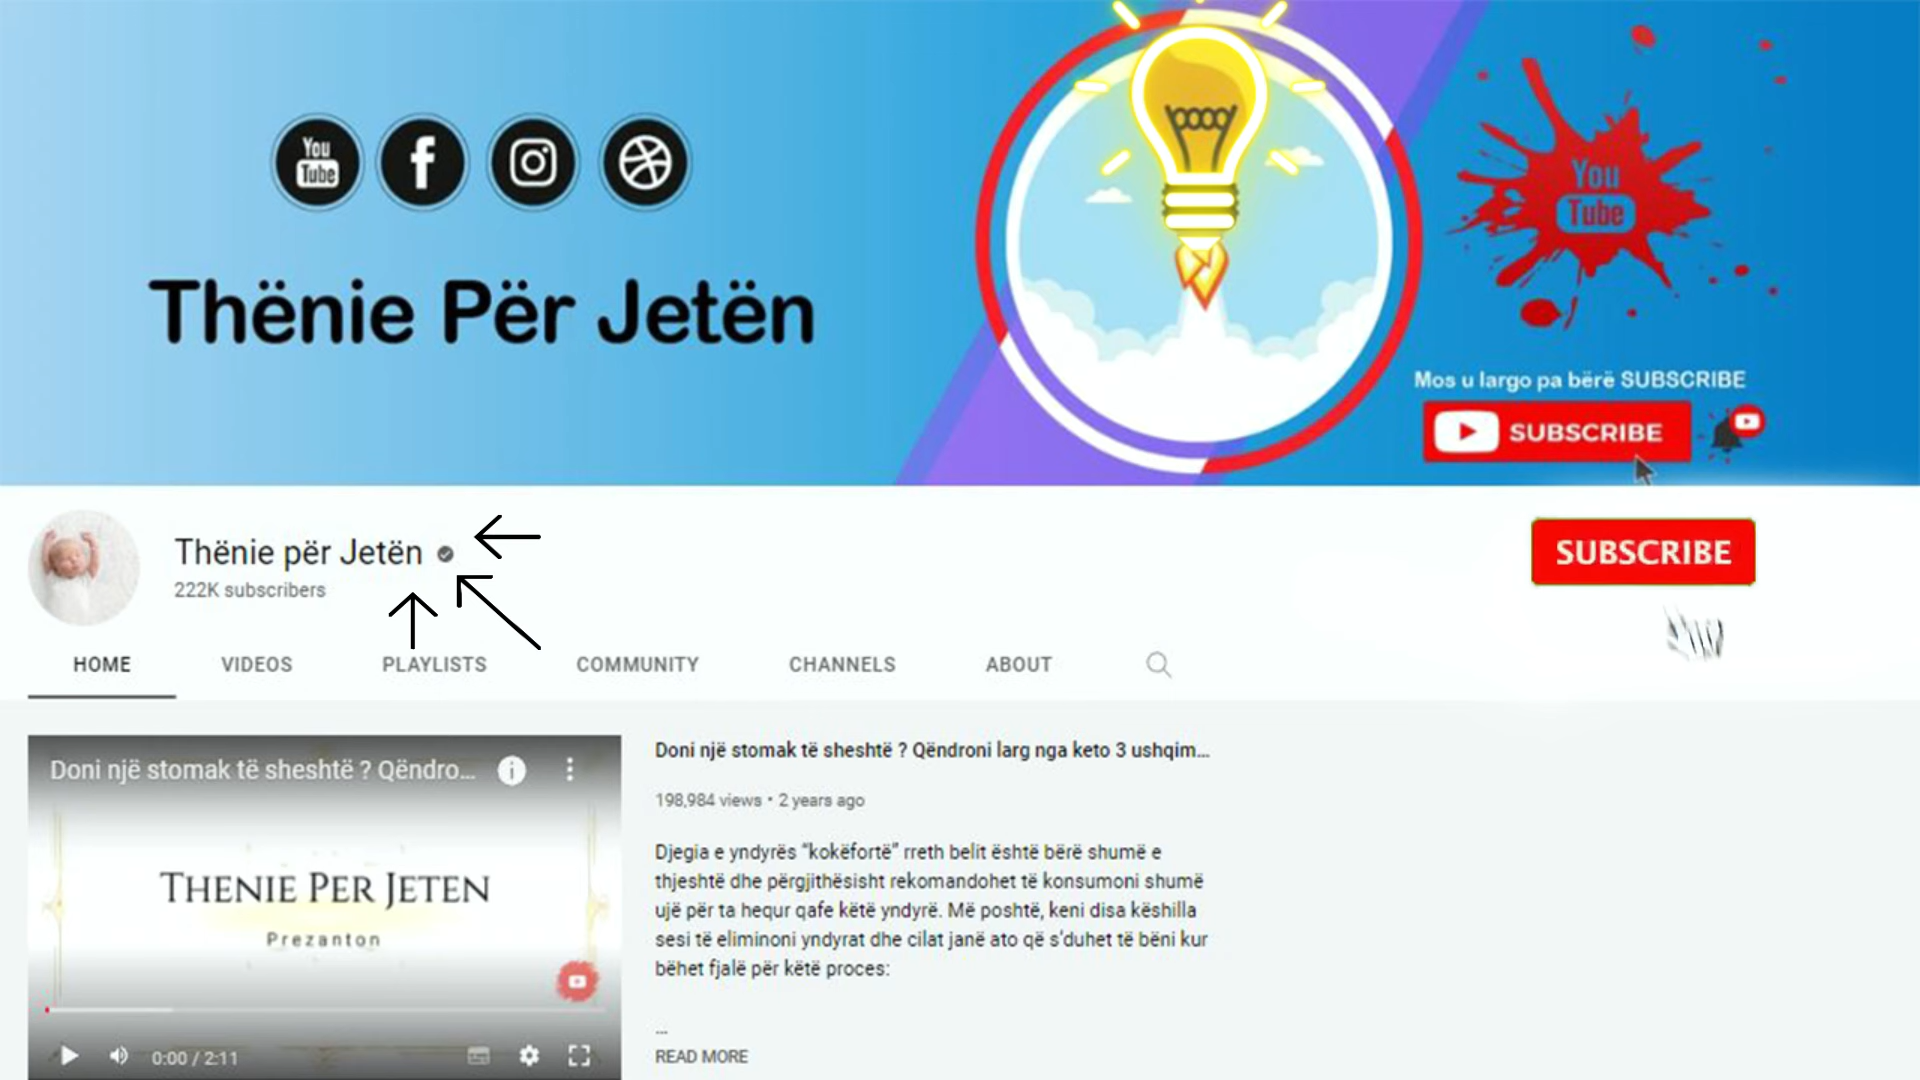 You
Tube
f
Thënie Për Jetën
You
Tube
Mos u largo pa bërë SUBSCRIBE
SUBSCRIBE
Thënie për Jetën
222K subscribers
SUBSCRIBE
HOME VIDEOS PLAYLISTS COMMUNITY CHANNELS ABOUT
Doni një stomak të sheshtë ? Qëndro...
THENIE PER JETEN
Prezanton
0:00 / 2:11
Doni një stomak të sheshtë ? Qëndroni larg nga keto 3 ushqim...
198,984 views • 2 years ago
Djegia e yndyrës “kokëfortë” rreth belit është bërë shumë e
thjeshtë dhe përgjithësisht rekomandohet të konsumoni shumë
ujë për ta hequr qafe këtë yndyrë. Më poshtë, keni disa këshilla
sesi të eliminoni yndyrat dhe cilat janë ato që s'duhet të bëni kur
bëhet fjalë për këtë proces:
...
READ MORE